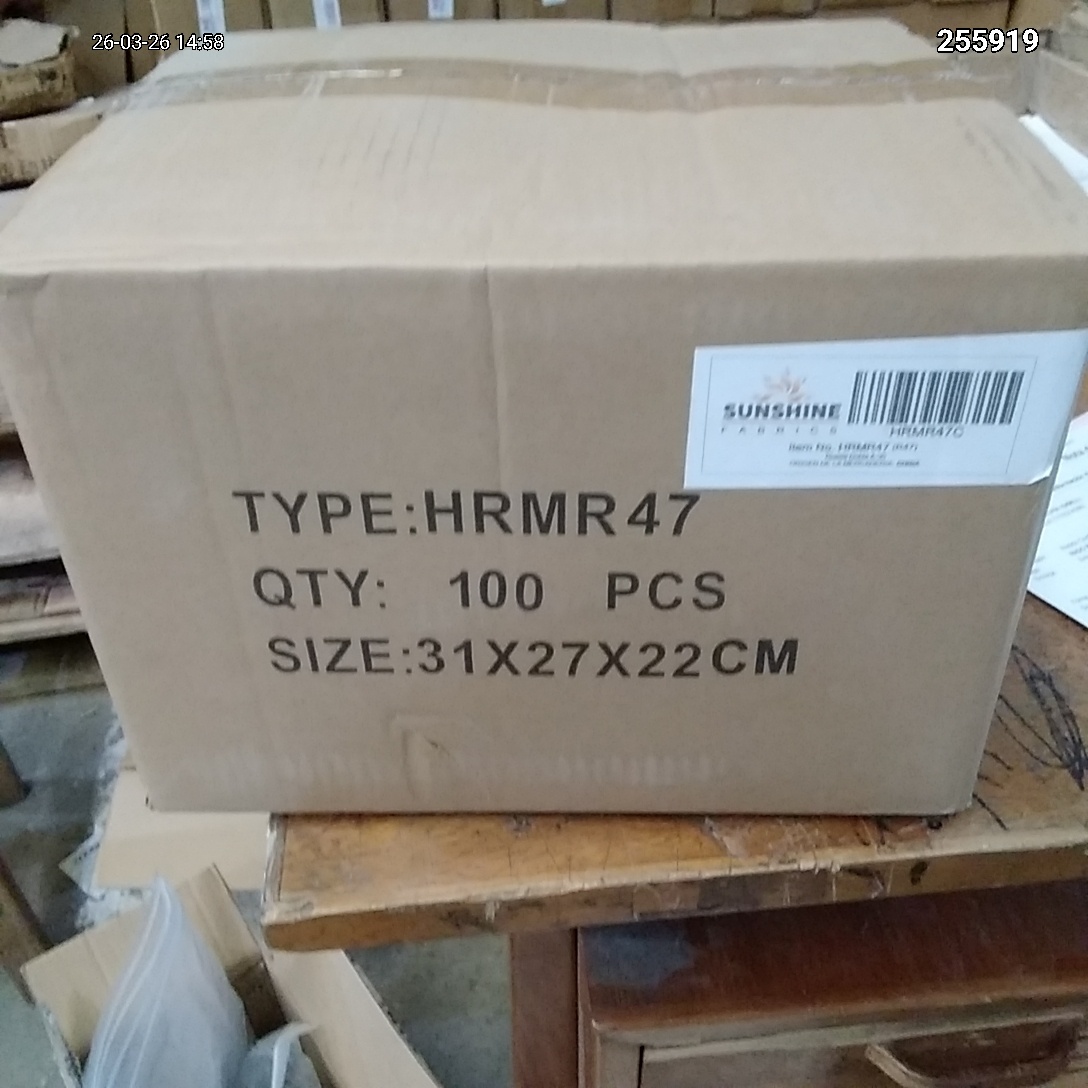 26-03-26 14:58
255919
SUNSHINE
FABRICS
HRMR47C
Item No. HRMR47 (R47)
TYPE:HRMR47
QTY: 100 PCS
SIZE:31X27X22CM